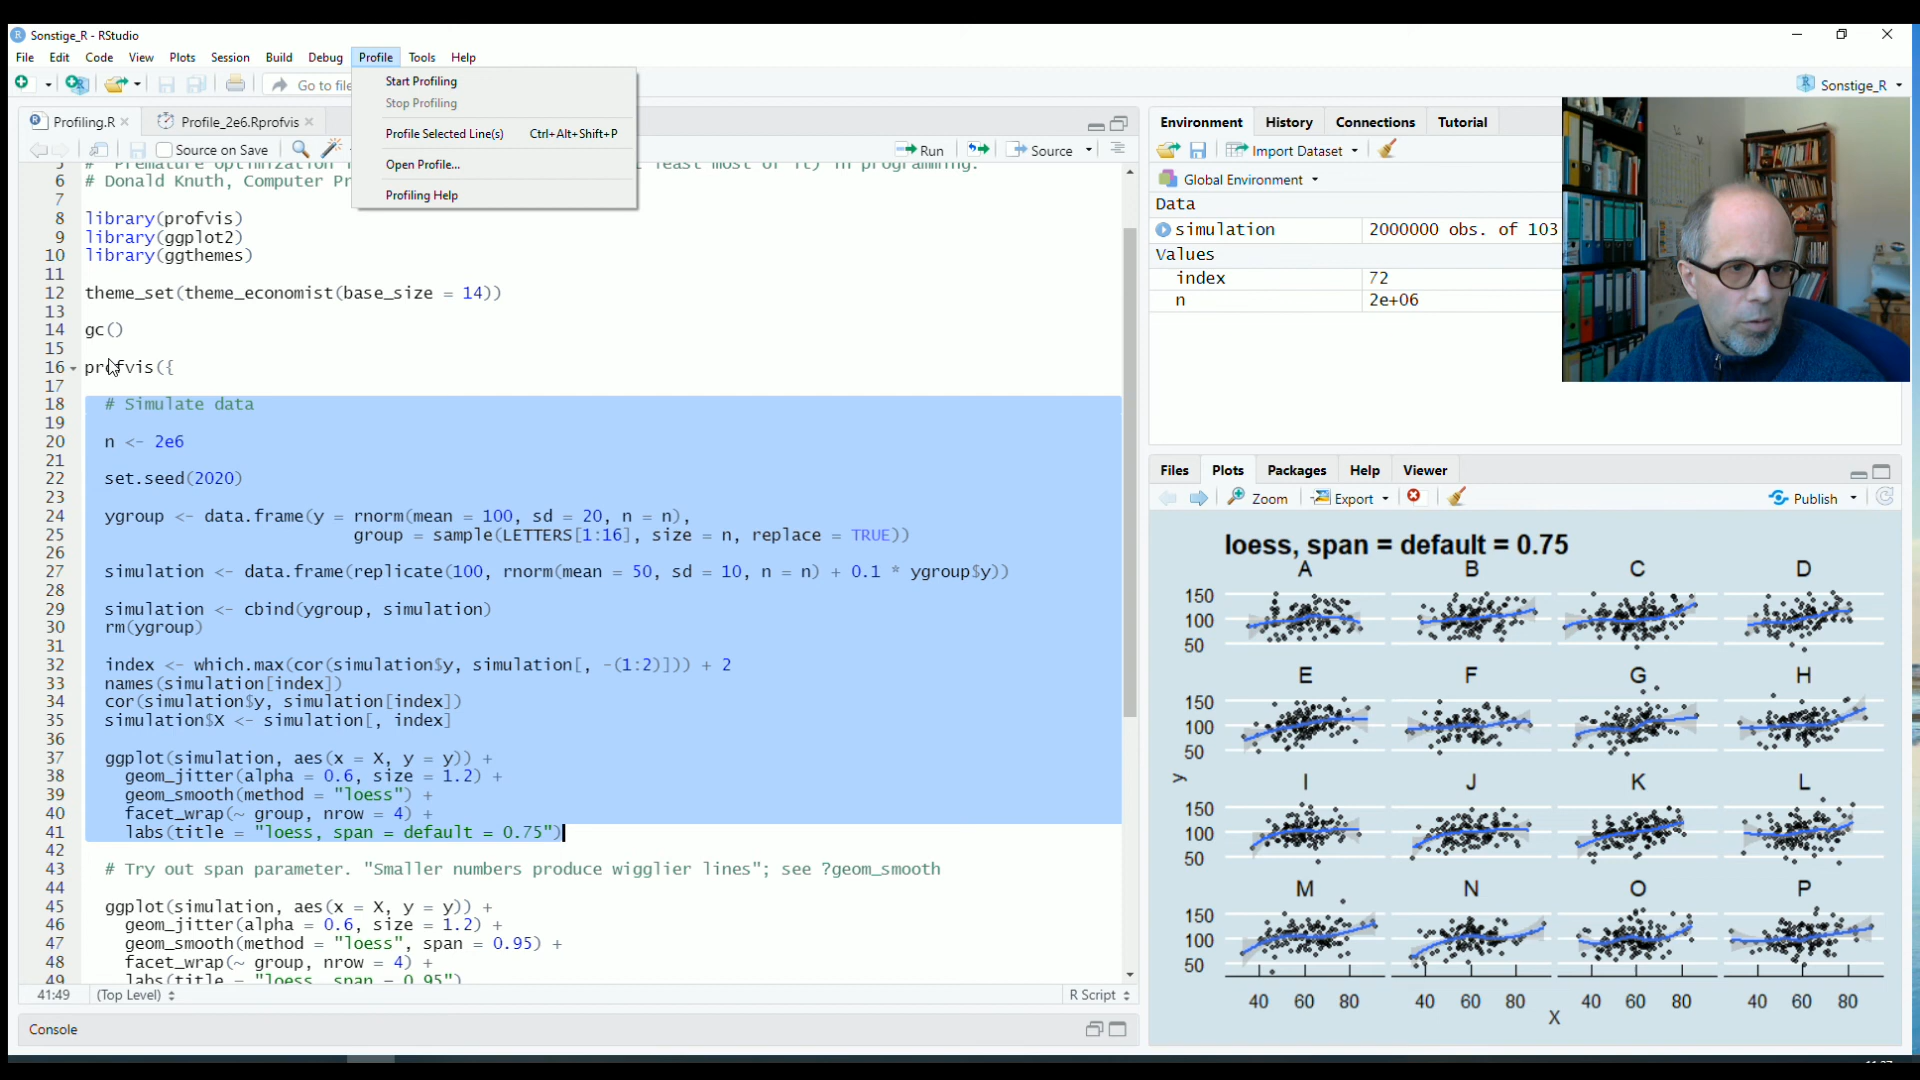 Sonstige_R - RStudio
File Edit Code View Plots Session Build Debug Profile Tools Help
Go to file
Sonstige_R
Start Profiling
Stop Profiling
Profile Selected Line(s) Ctrl+Alt+Shift+P
Open Profile...
Profiling Help
Profiling.R Profile_2e6.Rprofvis
Source on Save Run Source
least most of it) in programming.
6 # Donald Knuth, Computer Pr
7
8 library(profvis)
9 library(ggplot2)
10 library(ggthemes)
11
12 theme_set(theme_economist(base_size = 14))
13
14 gc()
15
16 profvis({
17
18 # Simulate data
19
20 n <- 2e6
21
22 set.seed(2020)
23
24 ygroup <- data.frame(y = rnorm(mean = 100, sd = 20, n = n),
25 group = sample(LETTERS[1:16], size = n, replace = TRUE))
26
27 simulation <- data.frame(replicate(100, rnorm(mean = 50, sd = 10, n = n) + 0.1 * ygroup$y))
28
29 simulation <- cbind(ygroup, simulation)
30 rm(ygroup)
31
32 index <- which.max(cor(simulation$y, simulation[, -(1:2)])) + 2
33 names(simulation[index])
34 cor(simulation$y, simulation[index])
35 simulation$X <- simulation[, index]
36
37 ggplot(simulation, aes(x = X, y = y)) +
38 geom_jitter(alpha = 0.6, size = 1.2) +
39 geom_smooth(method = "loess") +
40 facet_wrap(~ group, nrow = 4) +
41 labs(title = "loess, span = default = 0.75")
42
43 # Try out span parameter. "Smaller numbers produce wigglier lines"; see ?geom_smooth
44
45 ggplot(simulation, aes(x = X, y = y)) +
46 geom_jitter(alpha = 0.6, size = 1.2) +
47 geom_smooth(method = "loess", span = 0.95) +
48 facet_wrap(~ group, nrow = 4) +
49 labs(title = "loess, span = 0.95")
41:49 (Top Level) R Script
Console
Environment History Connections Tutorial
Import Dataset
Global Environment
Data
simulation 2000000 obs. of 103
Values
index 72
n 2e+06
Files Plots Packages Help Viewer
Zoom Export Publish
loess, span = default = 0.75
A B C D
150
100
50
E F G H
150
100
50
y
I J K L
150
100
50
M N O P
150
100
50
40 60 80 40 60 80 40 60 80 40 60 80
X